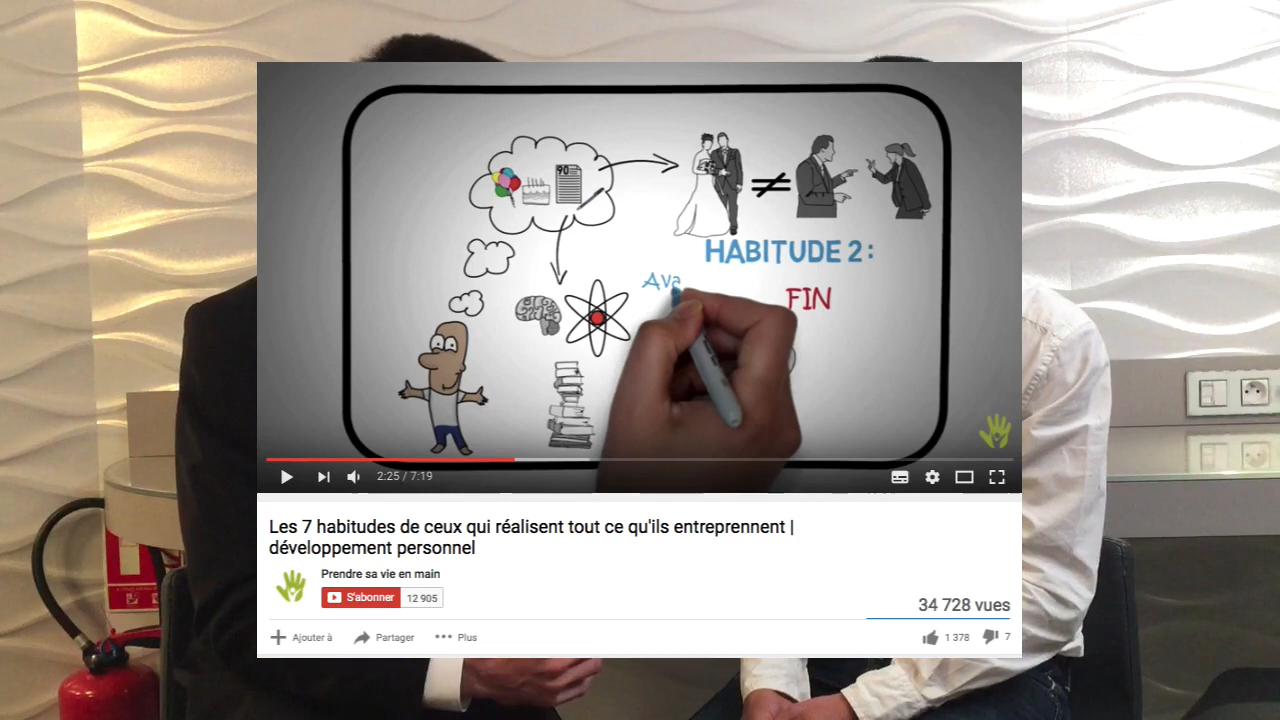 90
HABITUDE 2 :
Ava
FIN
2:25 / 7:19
Les 7 habitudes de ceux qui réalisent tout ce qu'ils entreprennent |
développement personnel
Prendre sa vie en main
S'abonner 12 905
34 728 vues
Ajouter à Partager Plus 1 378 7